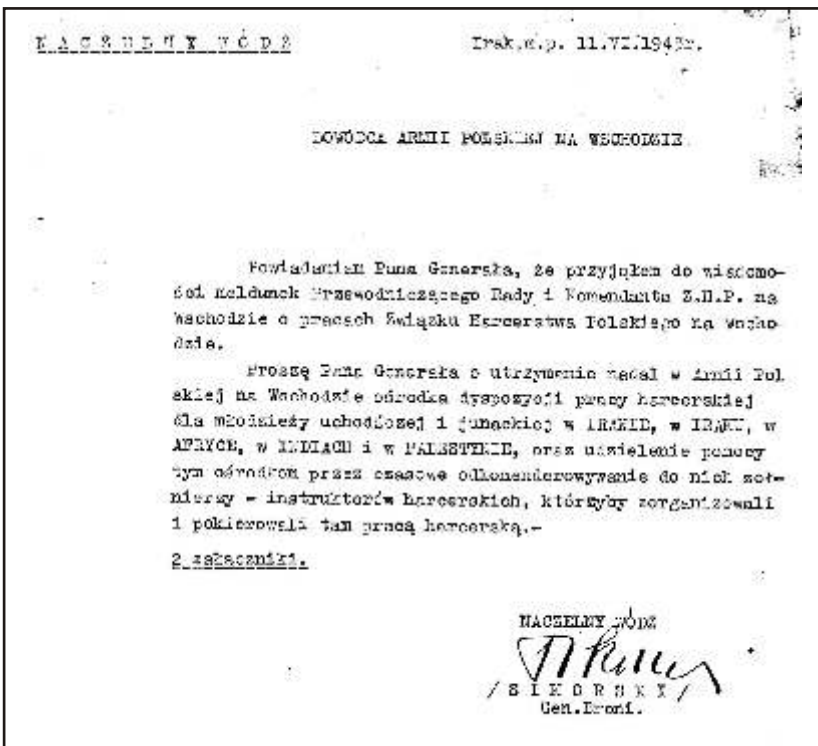 NACZELNY WÓDZ
Irak,m.p. 11.VI.1943r.
DOWÓDCA ARMII POLSKIEJ NA WSCHODZIE
Powiadamiam Pana Generała, że przyjąłem do wiadomo-
ści meldunek Przewodniczącego Rady i Komendanta Z.H.P. na
Wschodzie o pracach Związku Harcerstwa Polskiego na Wscho-
dzie.
Proszę Pana Generała o utrzymanie nadal w Armii Pol
skiej na Wschodzie ośrodka dyspozycji pracy harcerskiej
dla młodzieży uchodźczej i junackiej w IRANIE, w IRAKU, w
AFRYCE, w INDIACH i w PALESTYNIE, oraz udzielenie pomocy
tym ośrodkom przez czasowe odkomenderowywanie do nich żoł-
nierzy - instruktorów harcerskich, którzyby zorganizowali
i pokierowali tam pracą harcerską.-
2 załączniki.
NACZELNY WÓDZ
/SIKORSKI/
Gen.Broni.